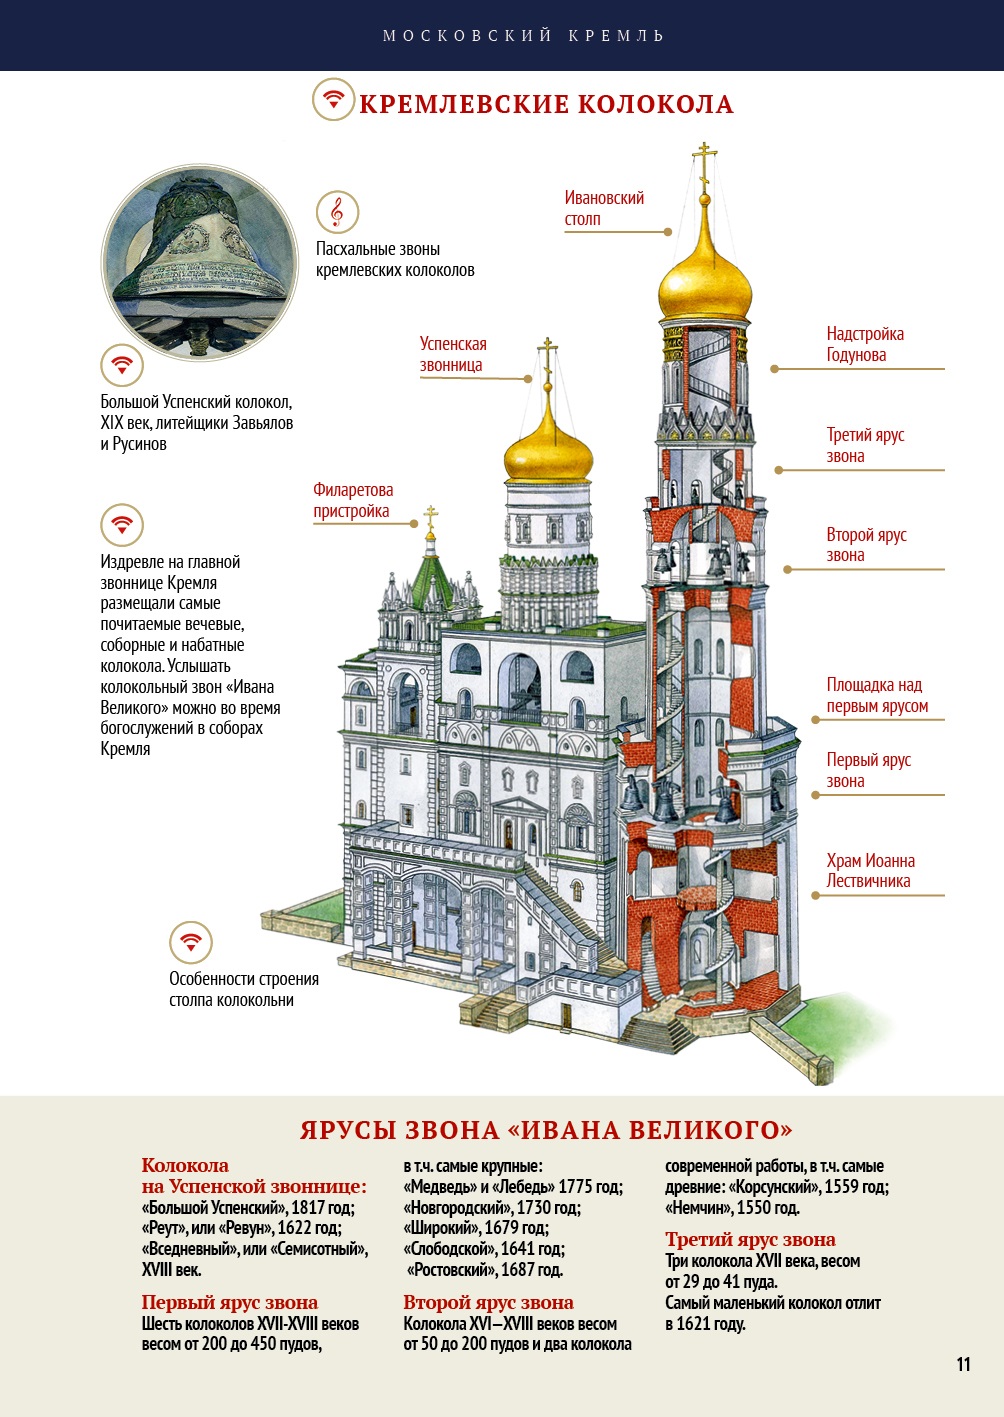 МОСКОВСКИЙ КРЕМЛЬ
КРЕМЛЕВСКИЕ КОЛОКОЛА
Ивановский
столп
Пасхальные звоны
кремлевских колоколов
Успенская
звонница
Надстройка
Годунова
Большой Успенский колокол,
XIX век, литейщики Завьялов
и Русинов
Третий ярус
звона
Филаретова
пристройка
Второй ярус
звона
Издревле на главной
звоннице Кремля
размещали самые
почитаемые вечевые,
соборные и набатные
колокола. Услышать
колокольный звон «Ивана
Великого» можно во время
богослужений в соборах
Кремля
Площадка над
первым ярусом
Первый ярус
звона
Храм Иоанна
Лествичника
Особенности строения
столпа колокольни
ЯРУСЫ ЗВОНА «ИВАНА ВЕЛИКОГО»
Колокола
на Успенской звоннице:
«Большой Успенский», 1817 год;
«Реут», или «Ревун», 1622 год;
«Вседневный», или «Семисотный»,
XVIII век.
Первый ярус звона
Шесть колоколов XVII-XVIII веков
весом от 200 до 450 пудов,
в т.ч. самые крупные:
«Медведь» и «Лебедь» 1775 год;
«Новгородский», 1730 год;
«Широкий», 1679 год;
«Слободской», 1641 год;
«Ростовский», 1687 год.
Второй ярус звона
Колокола XVI—XVIII веков весом
от 50 до 200 пудов и два колокола
современной работы, в т.ч. самые
древние: «Корсунский», 1559 год;
«Немчин», 1550 год.
Третий ярус звона
Три колокола XVII века, весом
от 29 до 41 пуда.
Самый маленький колокол отлит
в 1621 году.
11